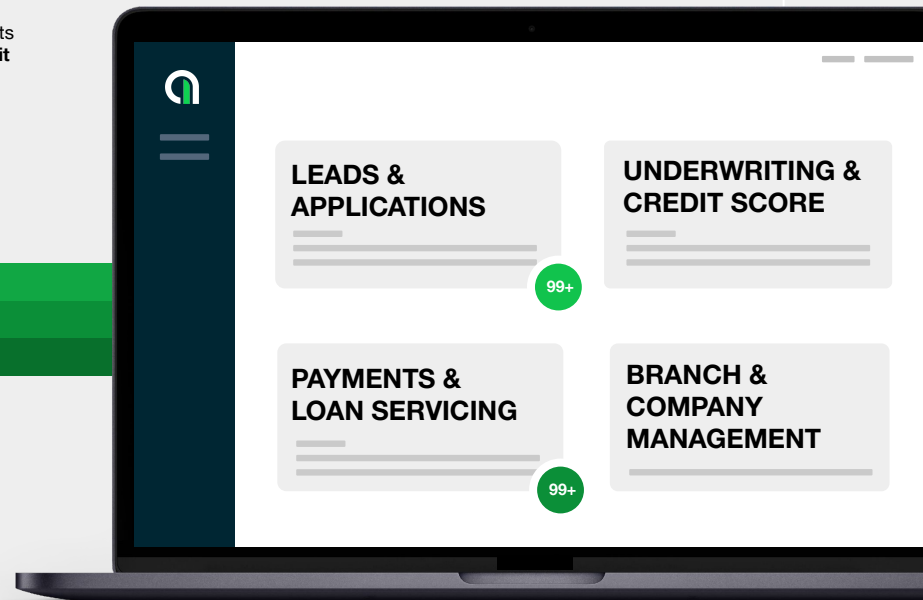 LEADS &
APPLICATIONS
99+
UNDERWRITING &
CREDIT SCORE
PAYMENTS &
LOAN SERVICING
99+
BRANCH &
COMPANY
MANAGEMENT